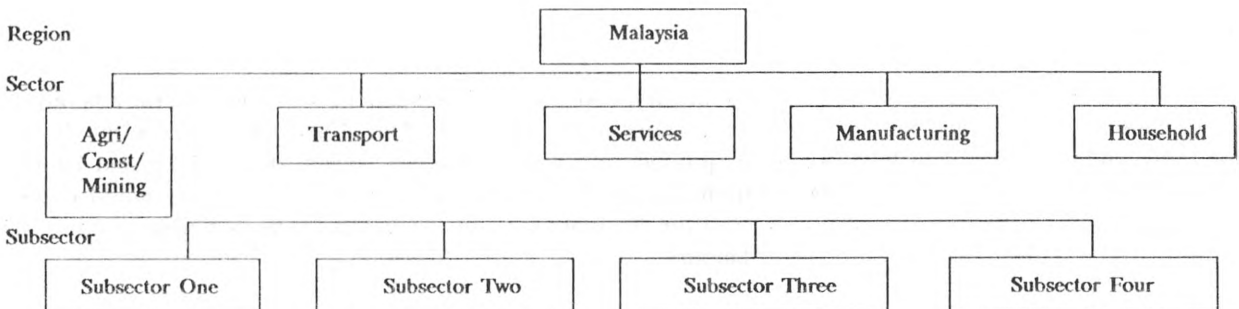 Region
Malaysia
Sector
Agri/
Const/
Mining
Transport
Services
Manufacturing
Household
Subsector
Subsector One
Subsector Two
Subsector Three
Subsector Four